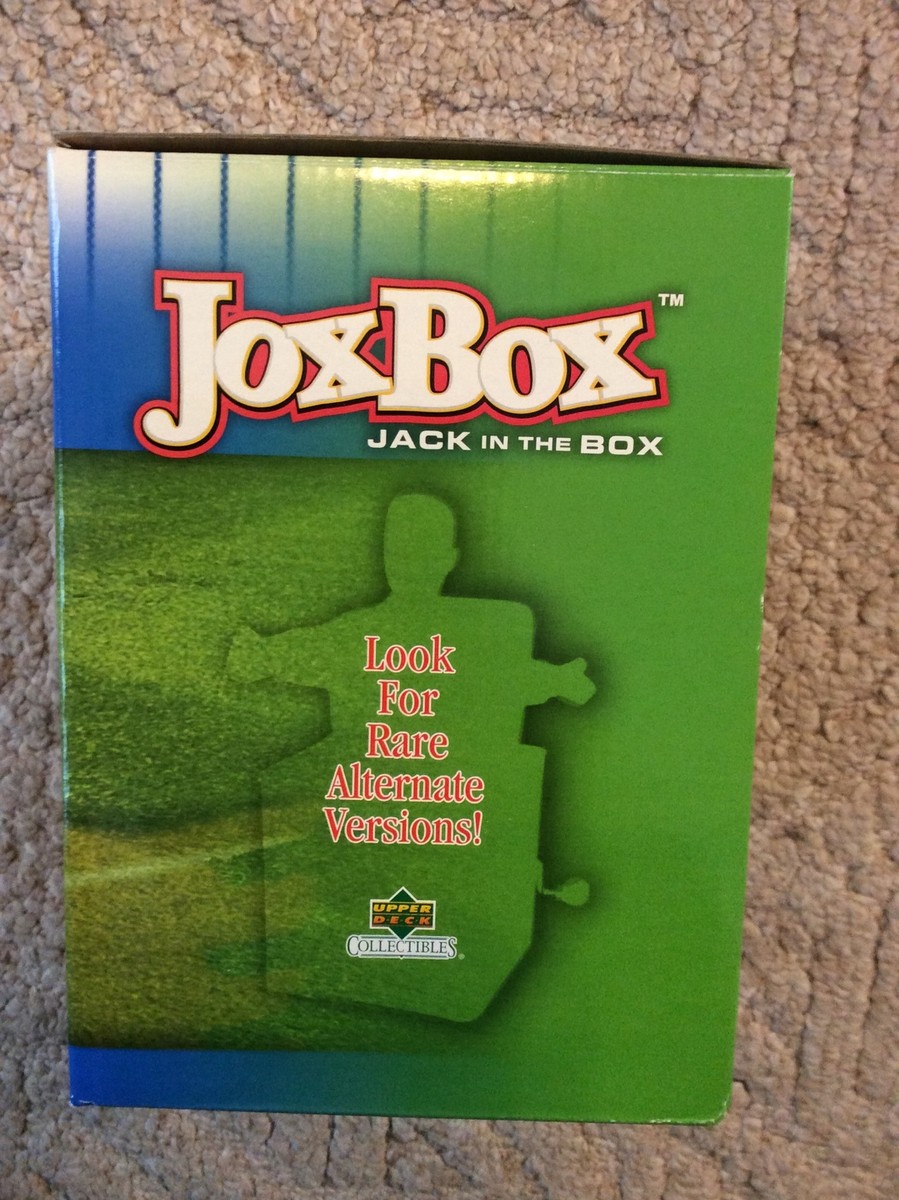 JoxBox™
JACK IN THE BOX
Look
For
Rare
Alternate
Versions!
UPPER
DECK
COLLECTIBLES®